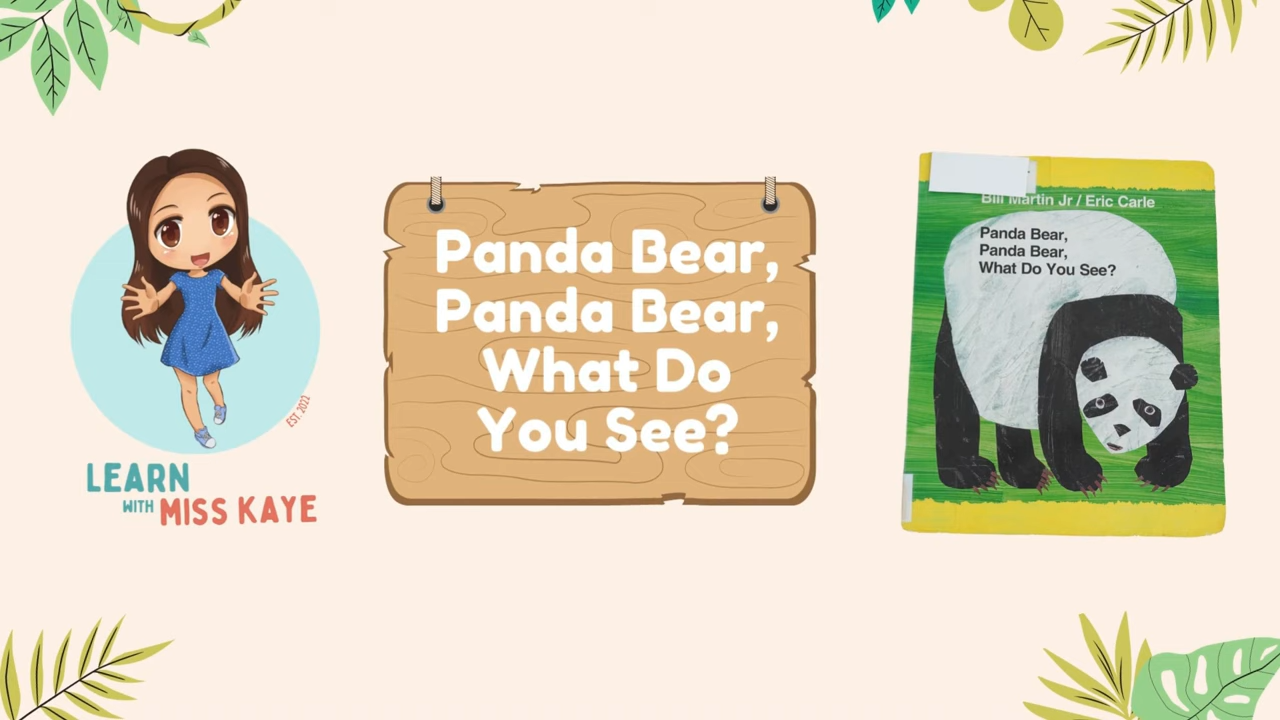 EST. 2022
LEARN
WITH MISS KAYE
Panda Bear,
Panda Bear,
What Do
You See?
Bill Martin Jr / Eric Carle
Panda Bear,
Panda Bear,
What Do You See?